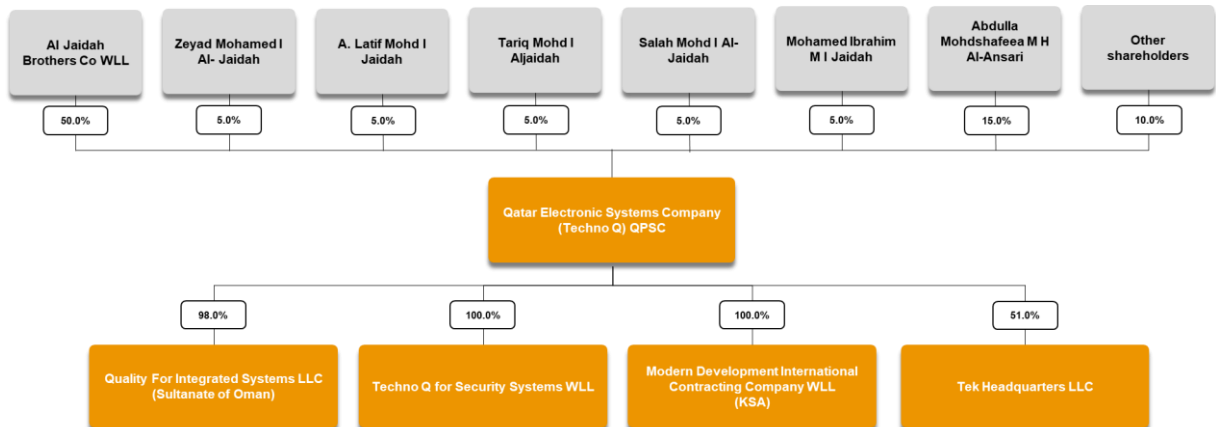 Al Jaidah
Brothers Co WLL
Zeyad Mohamed I
Al- Jaidah
A. Latif Mohd I
Jaidah
Tariq Mohd I
Aljaidah
Salah Mohd I Al-
Jaidah
Mohamed Ibrahim
M I Jaidah
Abdulla
Mohdshafeea M H
Al-Ansari
Other
shareholders
50.0%
5.0%
5.0%
5.0%
5.0%
5.0%
15.0%
10.0%
Qatar Electronic Systems Company
(Techno Q) QPSC
98.0%
100.0%
100.0%
51.0%
Quality For Integrated Systems LLC
(Sultanate of Oman)
Techno Q for Security Systems WLL
Modern Development International
Contracting Company WLL
(KSA)
Tek Headquarters LLC